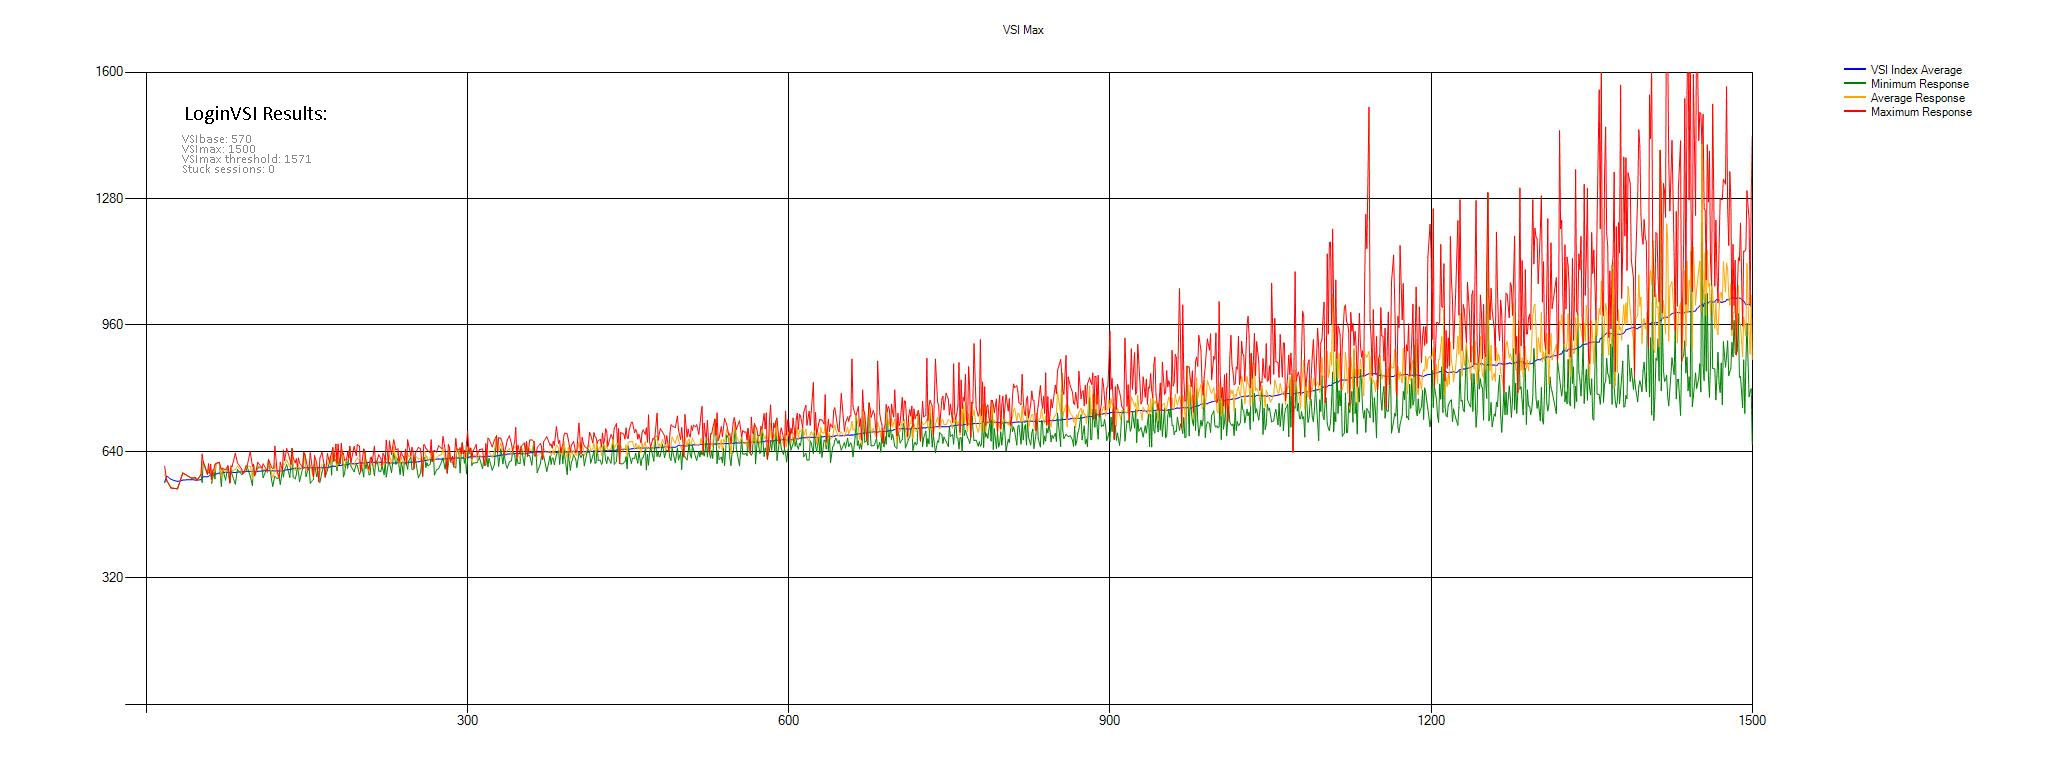 VSI Max
VSI Index Average
Minimum Response
Average Response
Maximum Response
LoginVSI Results:
VSIbase: 570
VSImax: 1500
VSImax threshold: 1571
Stuck sessions: 0
1600
1280
960
640
320
300
600
900
1200
1500